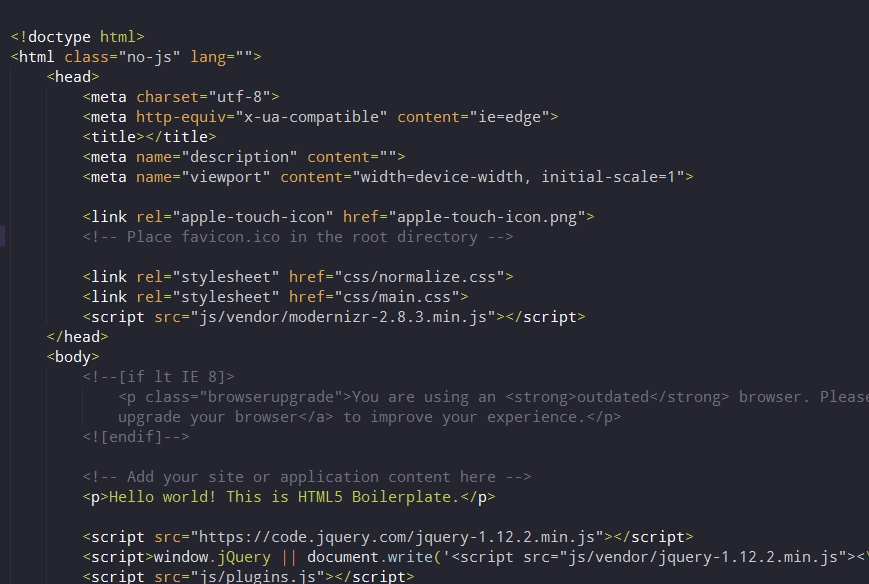 <!doctype html>
<html class="no-js" lang="">
    <head>
        <meta charset="utf-8">
        <meta http-equiv="x-ua-compatible" content="ie=edge">
        <title></title>
        <meta name="description" content="">
        <meta name="viewport" content="width=device-width, initial-scale=1">

        <link rel="apple-touch-icon" href="apple-touch-icon.png">
        <!-- Place favicon.ico in the root directory -->

        <link rel="stylesheet" href="css/normalize.css">
        <link rel="stylesheet" href="css/main.css">
        <script src="js/vendor/modernizr-2.8.3.min.js"></script>
    </head>
    <body>
        <!--[if lt IE 8]>
            <p class="browserupgrade">You are using an <strong>outdated</strong> browser. Please
            upgrade your browser</a> to improve your experience.</p>
        <![endif]-->

        <!-- Add your site or application content here -->
        <p>Hello world! This is HTML5 Boilerplate.</p>

        <script src="https://code.jquery.com/jquery-1.12.2.min.js"></script>
        <script>window.jQuery || document.write('<script src="js/vendor/jquery-1.12.2.min.js"><\
        <script src="js/plugins.js"></script>